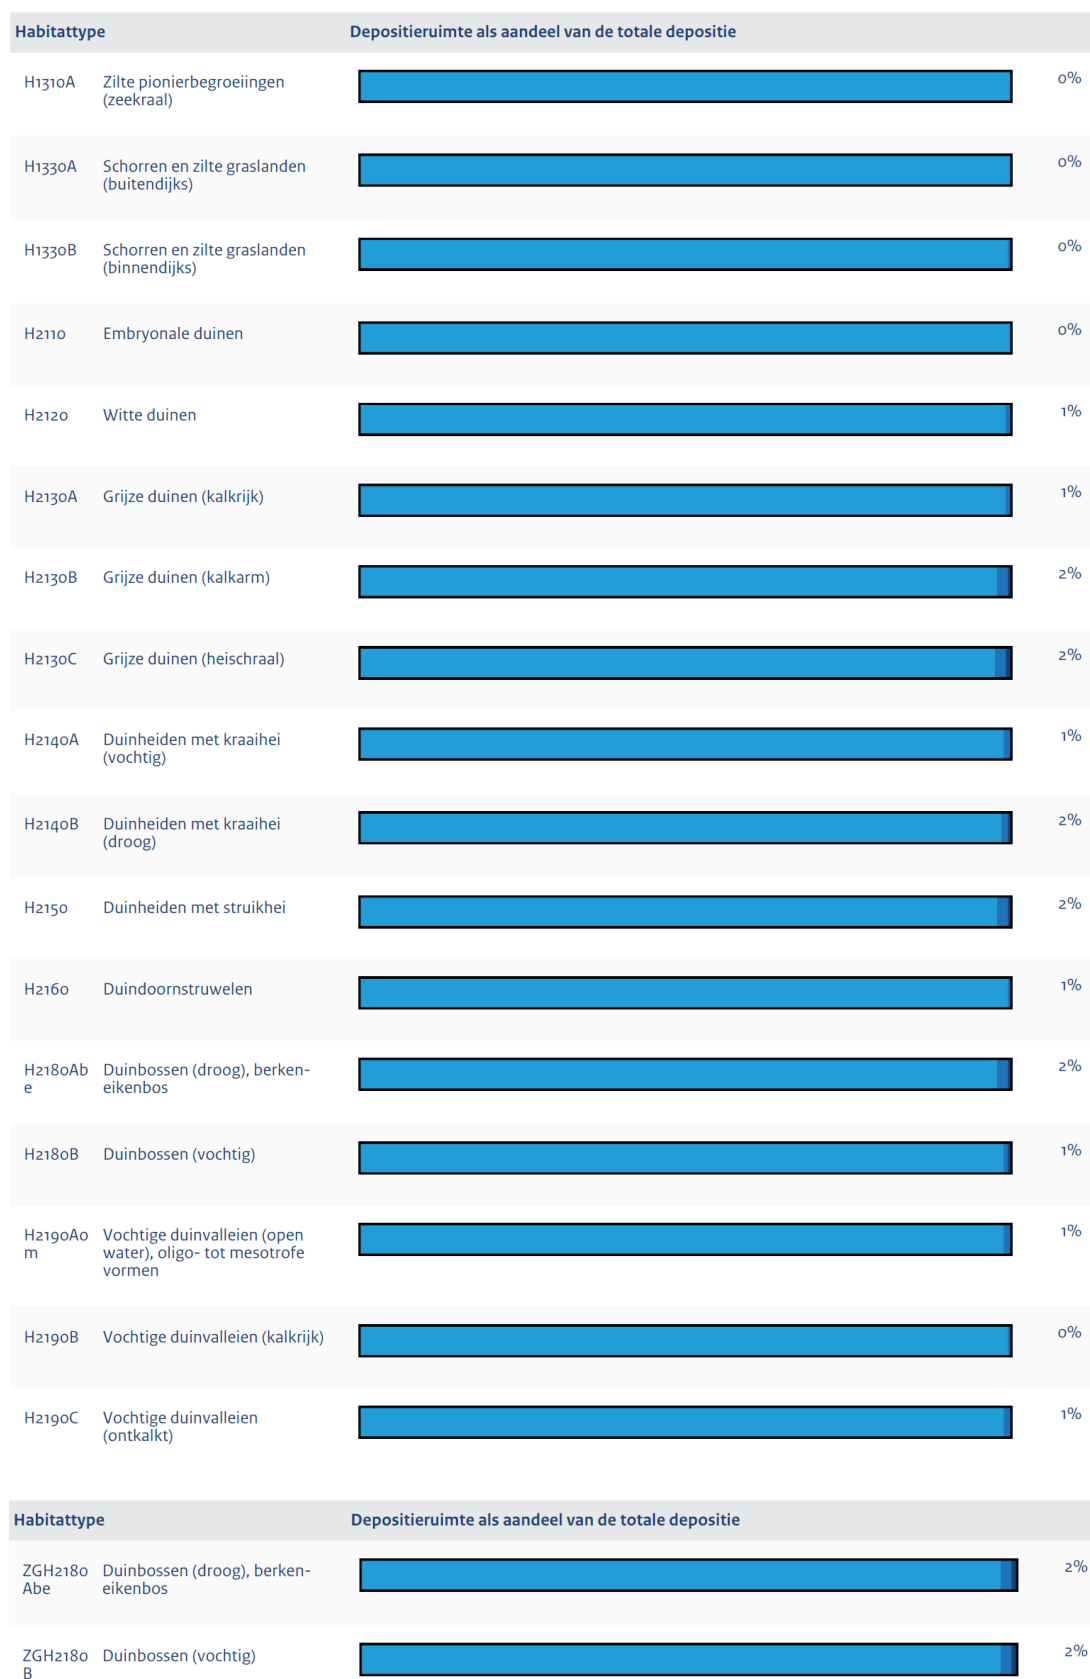 Habitattype Depositieruimte als aandeel van de totale depositie
H1310A Zilte pionierbegroeiingen 0%
(zeekraal)
H1330A Schorren en zilte graslanden 0%
(buitendijks)
H1330B Schorren en zilte graslanden 0%
(binnendijks)
H2110 Embryonale duinen 0%
H2120 Witte duinen 1%
H2130A Grijze duinen (kalkrijk) 1%
H2130B Grijze duinen (kalkarm) 2%
H2130C Grijze duinen (heischraal) 2%
H2140A Duinheiden met kraaihei 1%
(vochtig)
H2140B Duinheiden met kraaihei 2%
(droog)
H2150 Duinheiden met struikhei 2%
H2160 Duindoornstruwelen 1%
H2180Ab Duinbossen (droog), berken- 2%
e eikenbos
H2180B Duinbossen (vochtig) 1%
H2190Ao Vochtige duinvalleien (open 1%
m water), oligo- tot mesotrofe
vormen
H2190B Vochtige duinvalleien (kalkrijk) 0%
H2190C Vochtige duinvalleien 1%
(ontkalkt)
Habitattype Depositieruimte als aandeel van de totale depositie
ZGH2180 Duinbossen (droog), berken- 2%
Abe eikenbos
ZGH2180 Duinbossen (vochtig) 2%
B